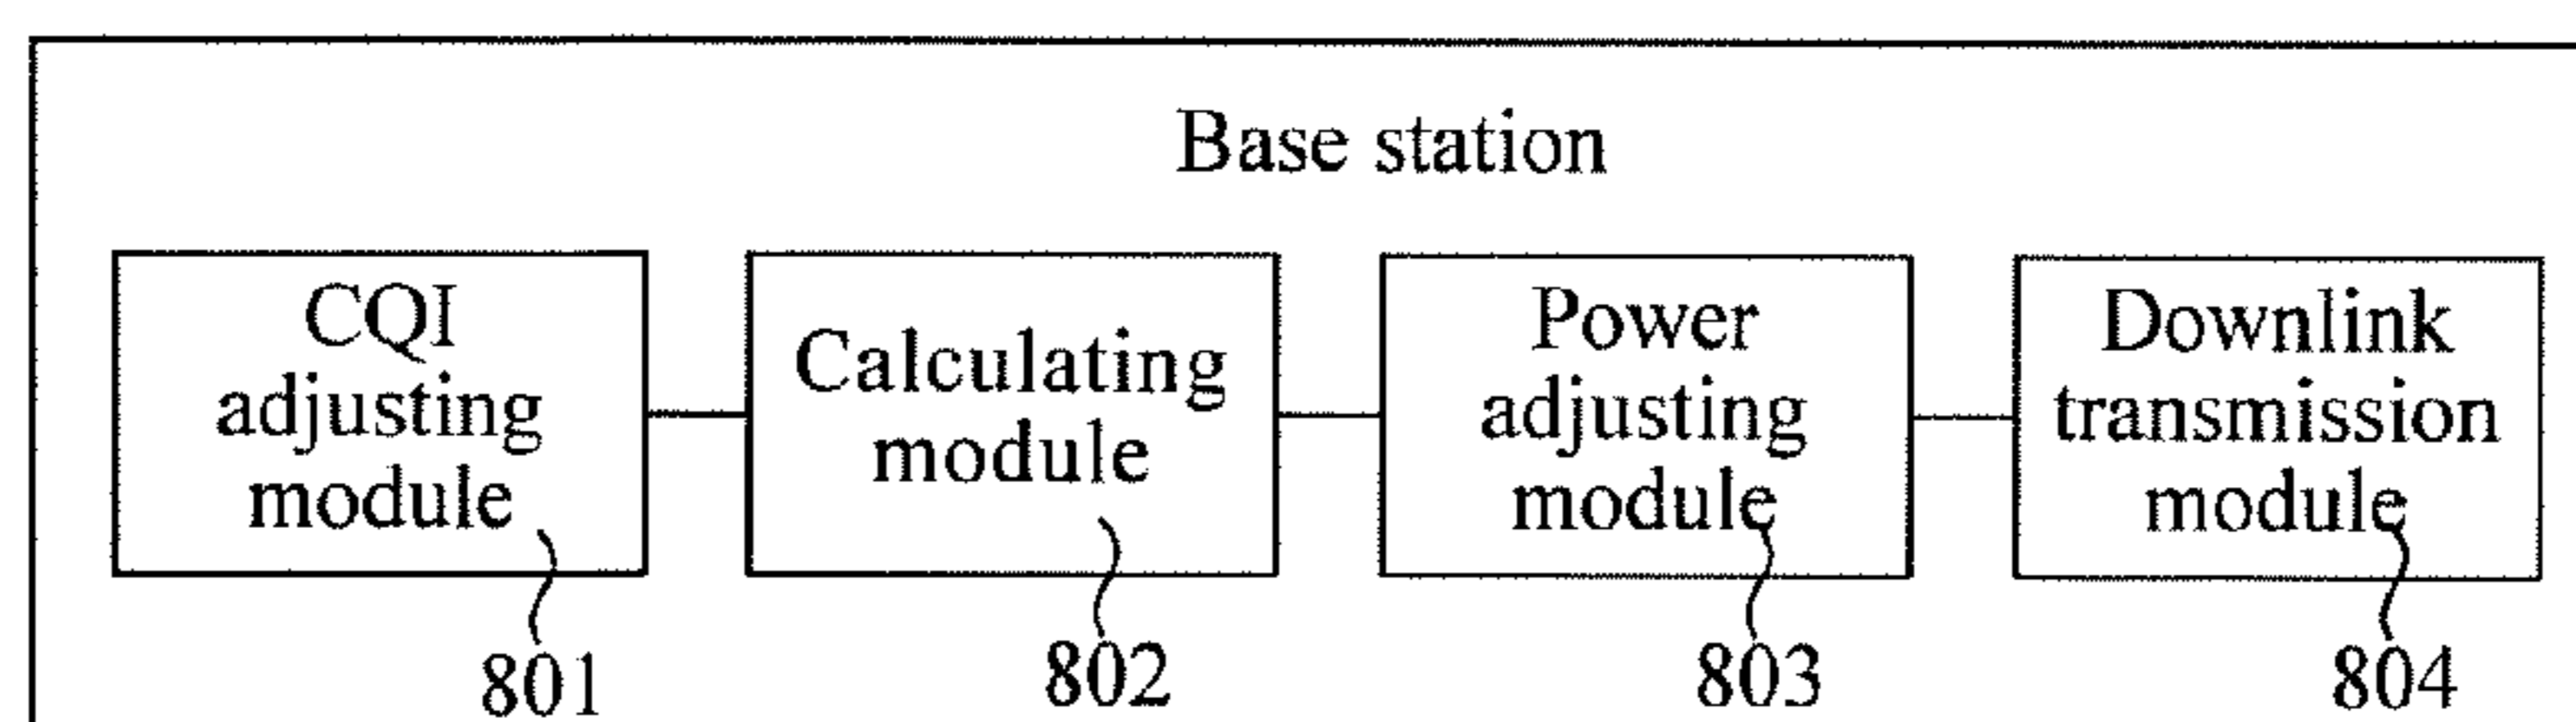 Base station
CQI
adjusting
module
Calculating
module
Power
adjusting
module
Downlink
transmission
module
801
802
803
804